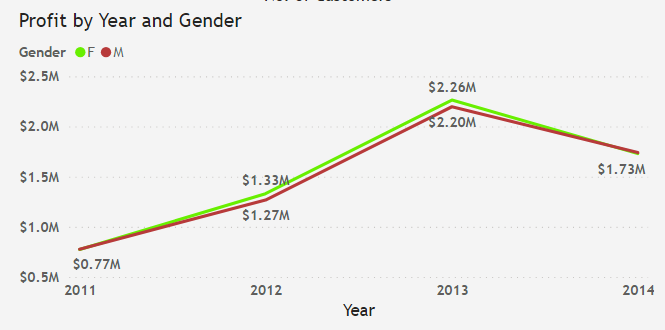 Profit by Year and Gender
Gender F M
$2.5M
$2.26M
$2.20M
$2.0M
$1.73M
$1.5M
$1.33M
$1.27M
$1.0M
$0.77M
$0.5M
2011 2012 2013 2014
Year